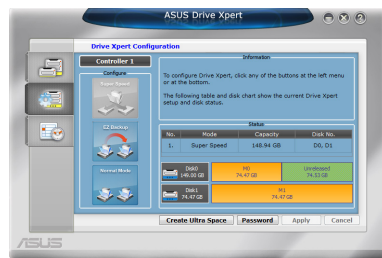 ASUS Drive Xpert
Drive Xpert Configuration
Controller 1
Configure
Super Speed
EZ Backup
Normal Mode
Information
To configure Drive Xpert, click any of the buttons at the left menu
or at the bottom.
The following table and disk chart show the current Drive Xpert
setup and disk status.
Status
No. Mode Capacity Disk No.
1. Super Speed 148.94 GB D0, D1
Disk0
149.00 GB
M0
74.47 GB
Unreleased
74.53 GB
Disk1
74.47 GB
M1
74.47 GB
Create Ultra Space Password Apply Cancel
ASUS